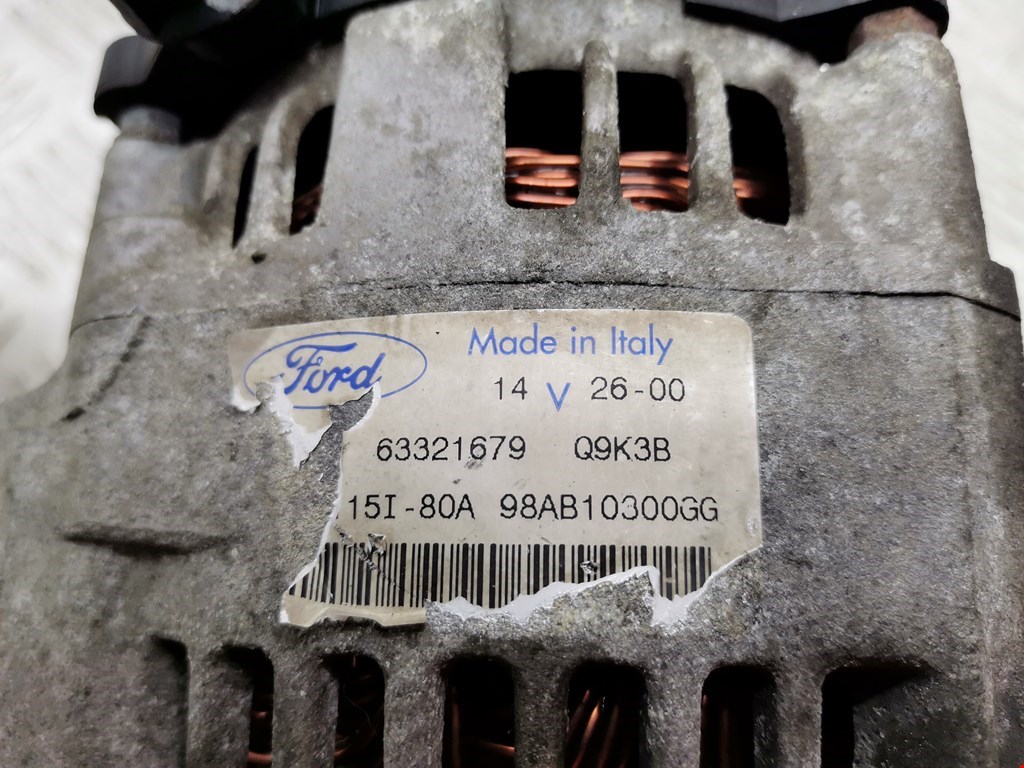 Ford
Made in Italy
14 V 26-00
63321679 Q9K3B
15I-80A 98AB10300GG